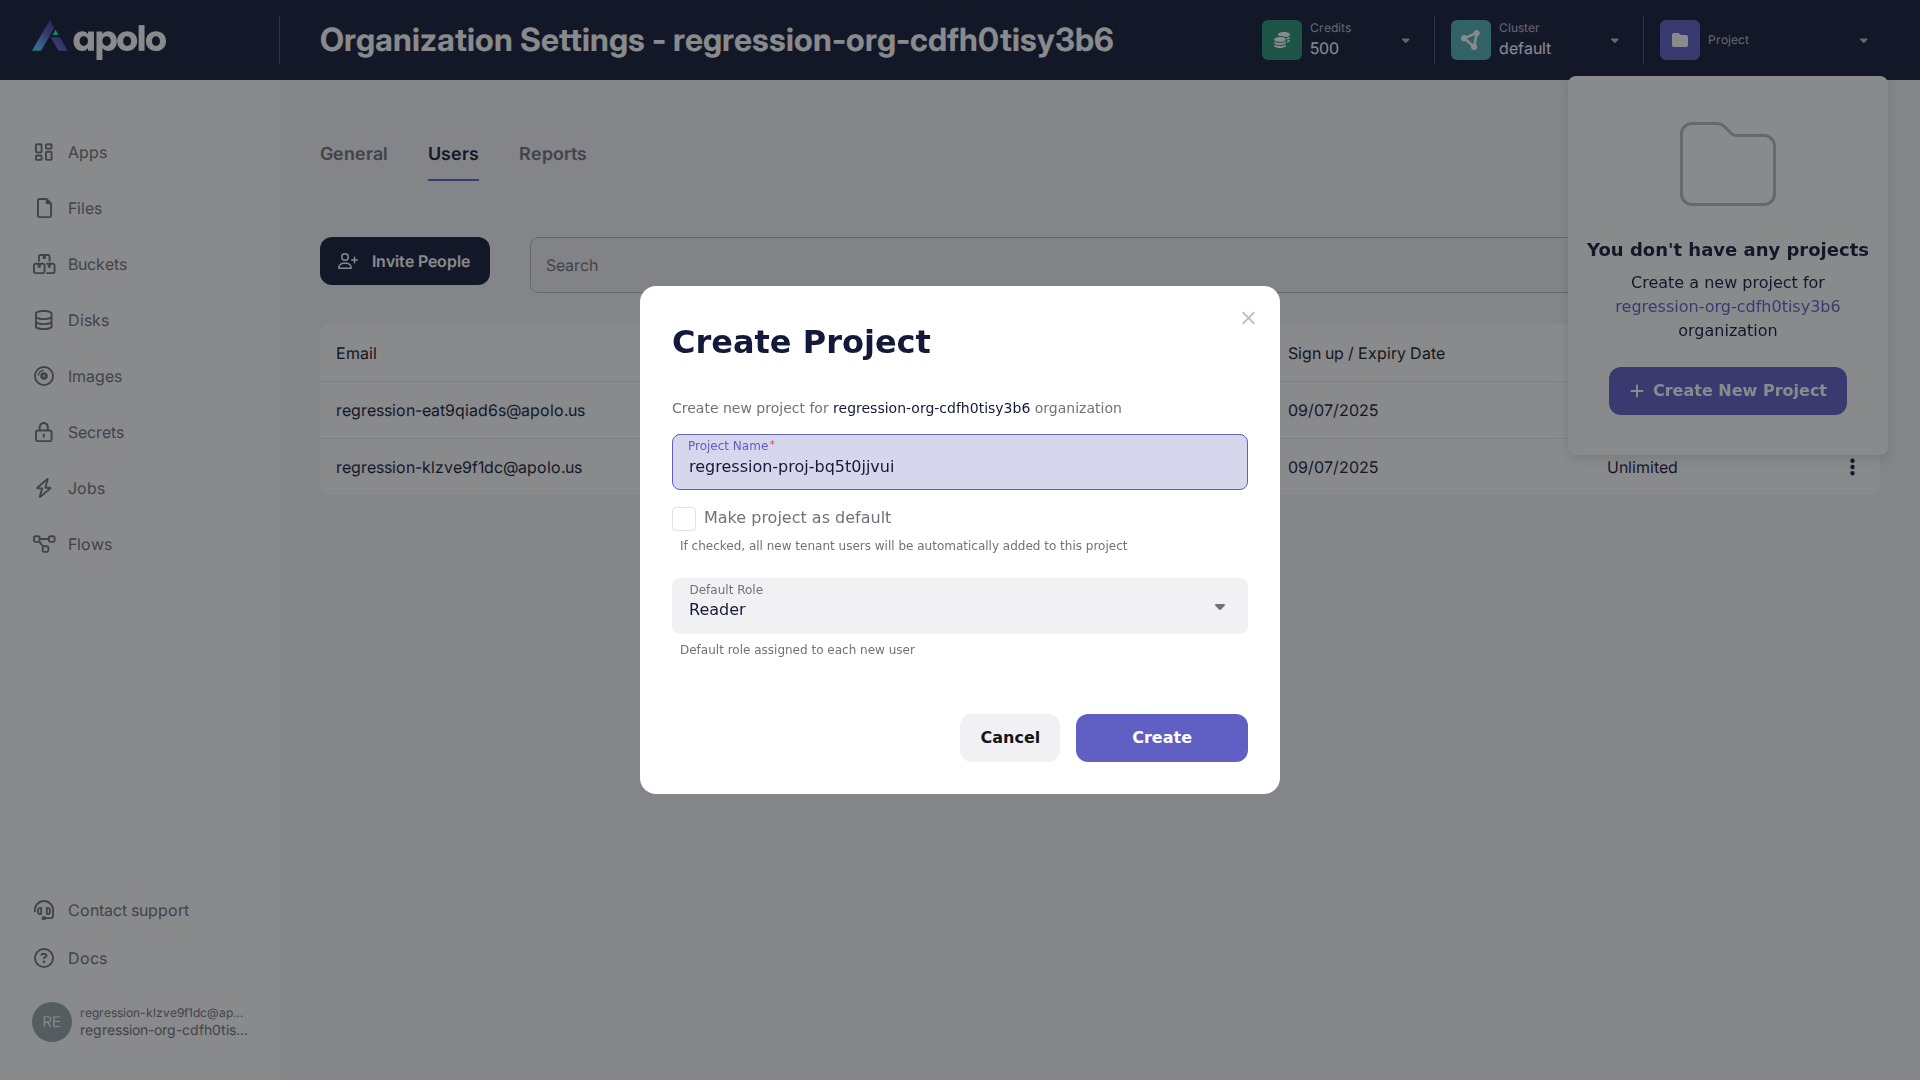 apolo
Organization Settings - regression-org-cdfh0tisy3b6
Credits
500
Cluster
default
Project
Apps
Files
Buckets
Disks
Images
Secrets
Jobs
Flows
Contact support
Docs
RE
regression-klzve9f1dc@ap...
regression-org-cdfh0tis...
General
Users
Reports
Invite People
Search
Email
Sign up / Expiry Date
regression-eat9qiad6s@apolo.us
09/07/2025
regression-klzve9f1dc@apolo.us
09/07/2025
Unlimited
You don't have any projects
Create a new project for
regression-org-cdfh0tisy3b6
organization
Create New Project
Create Project
Create new project for regression-org-cdfh0tisy3b6 organization
Project Name*
regression-proj-bq5t0jjvui
Make project as default
If checked, all new tenant users will be automatically added to this project
Default Role
Reader
Default role assigned to each new user
Cancel
Create